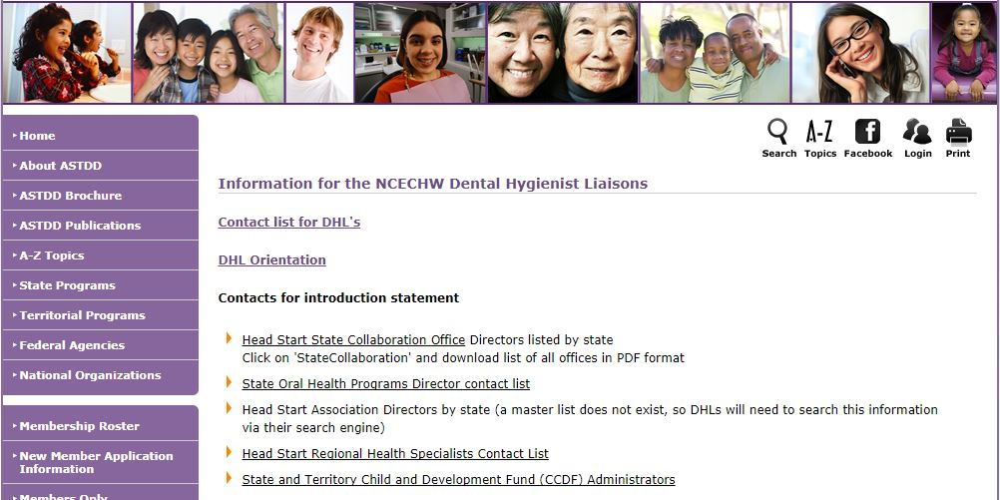 Search
A-Z
Topics
f
Facebook
Login
Print
Home
About ASTDD
ASTDD Brochure
ASTDD Publications
A-Z Topics
State Programs
Territorial Programs
Federal Agencies
National Organizations
Membership Roster
New Member Application
Information
Members Only
Information for the NCECHW Dental Hygienist Liaisons
Contact list for DHL's
DHL Orientation
Contacts for introduction statement
Head Start State Collaboration Office Directors listed by state
Click on 'StateCollaboration' and download list of all offices in PDF format
State Oral Health Programs Director contact list
Head Start Association Directors by state (a master list does not exist, so DHLs will need to search this information
via their search engine)
Head Start Regional Health Specialists Contact List
State and Territory Child and Development Fund (CCDF) Administrators